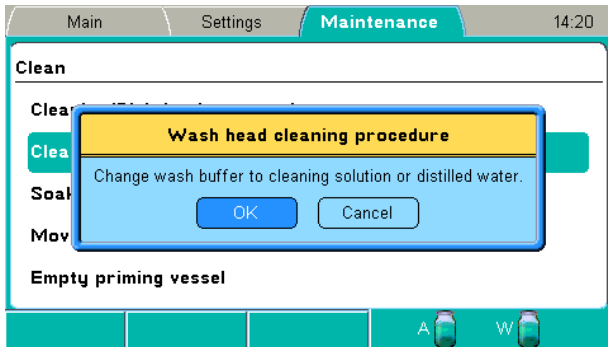 Main Settings Maintenance 14:20
Clean
Wash head cleaning procedure
Change wash buffer to cleaning solution or distilled water.
OK Cancel
Empty priming vessel
A W